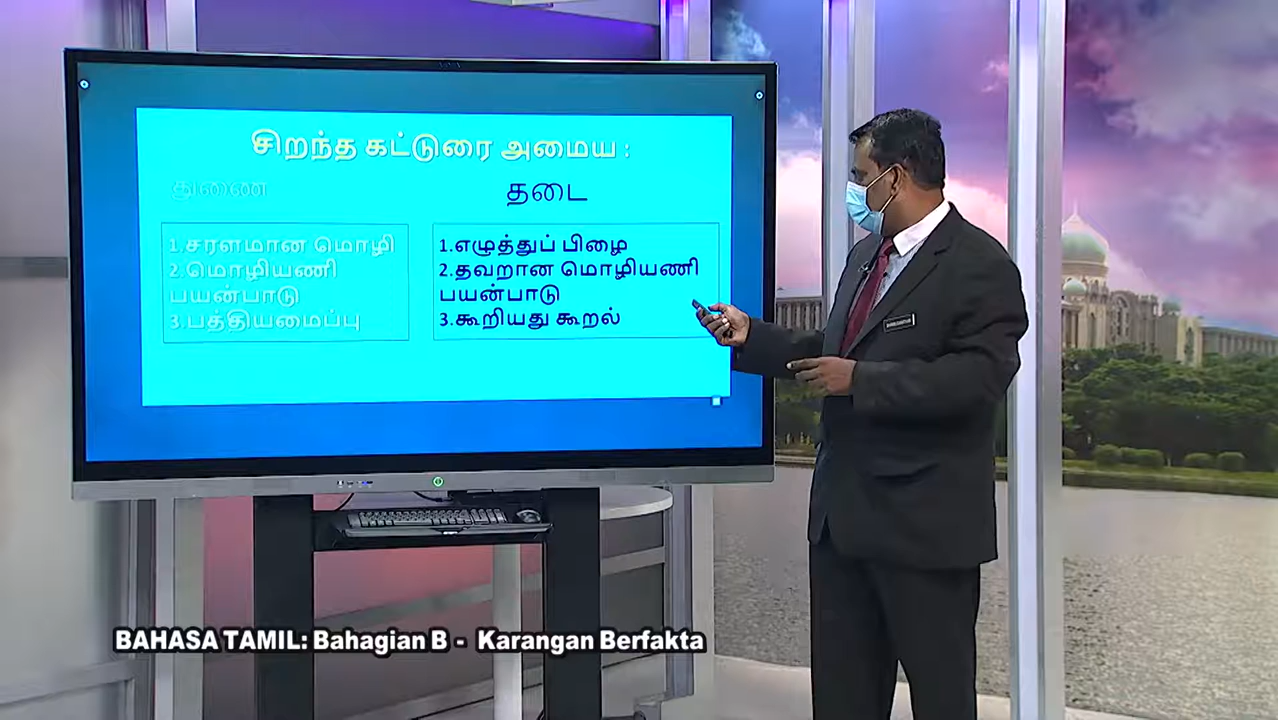 சிறந்த கட்டுரை அமைய :
துணை
தடை
1.சரளமான மொழி
2.மொழியணி
பயன்பாடு
3.பத்தியமைப்பு
1.எழுத்துப் பிழை
2.தவறான மொழியணி
பயன்பாடு
3.கூறியது கூறல்
BAHASA TAMIL: Bahagian B - Karangan Berfakta